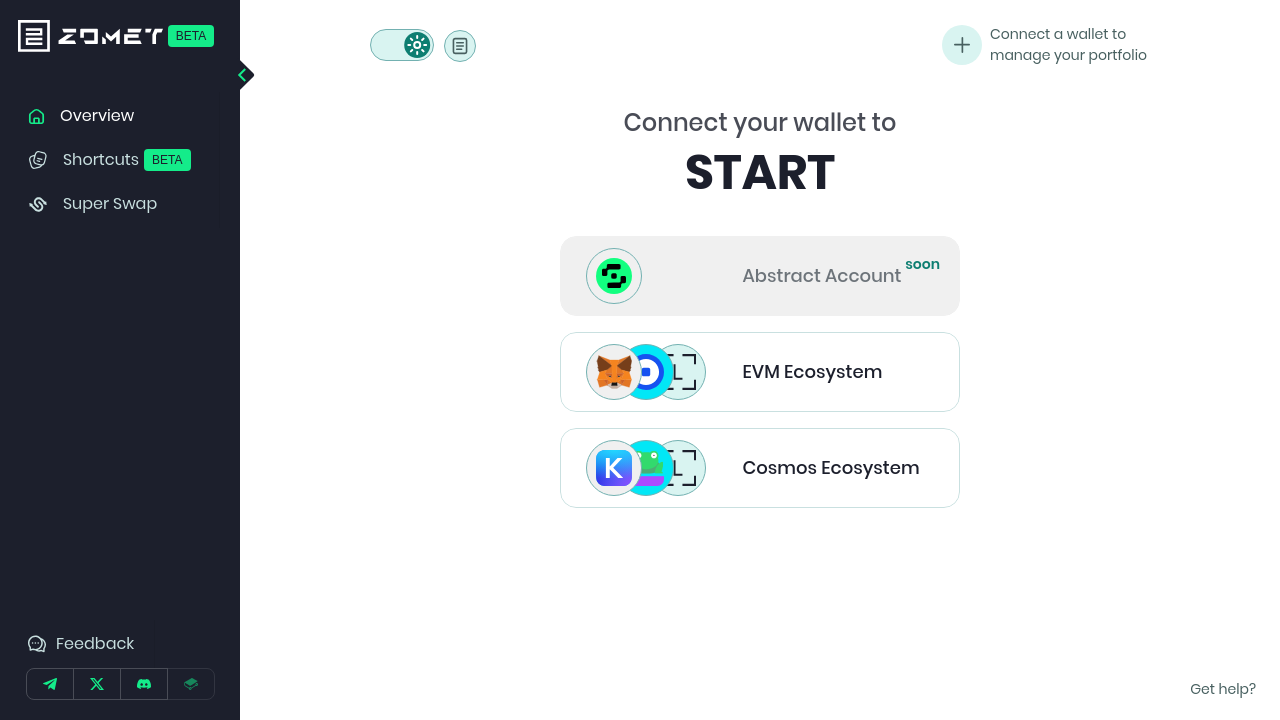 ZOMET BETA
Connect a wallet to
manage your portfolio
Overview
Shortcuts BETA
Super Swap
Connect your wallet to
START
Abstract Account soon
EVM Ecosystem
K
Cosmos Ecosystem
Feedback
Get help?